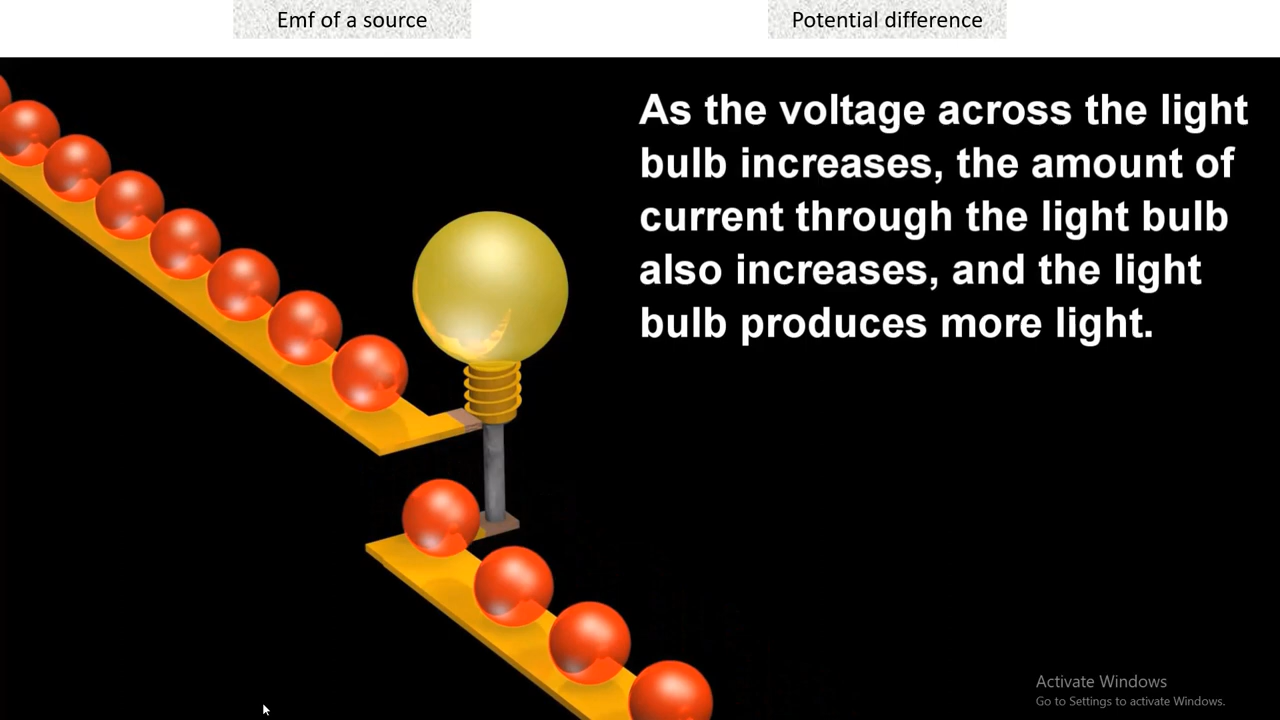 Emf of a source
Potential difference
As the voltage across the light
bulb increases, the amount of
current through the light bulb
also increases, and the light
bulb produces more light.
Activate Windows
Go to Settings to activate Windows.